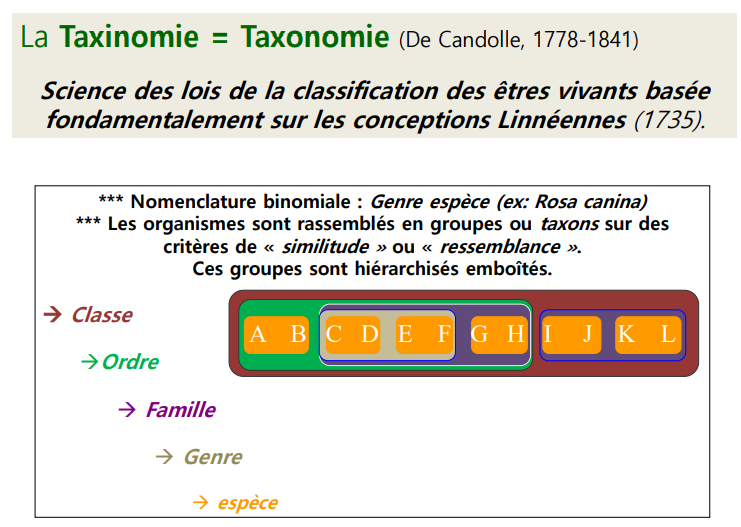 La Taxinomie = Taxonomie (De Candolle, 1778-1841)
Science des lois de la classification des êtres vivants basée
fondamentalement sur les conceptions Linnéennes (1735).
*** Nomenclature binomiale : Genre espèce (ex: Rosa canina)
*** Les organismes sont rassemblés en groupes ou taxons sur des
critères de « similitude » ou « ressemblance ».
Ces groupes sont hiérarchisés emboîtés.
→ Classe
A B C D E F G H I J K L
→Ordre
→ Famille
→ Genre
→ espèce